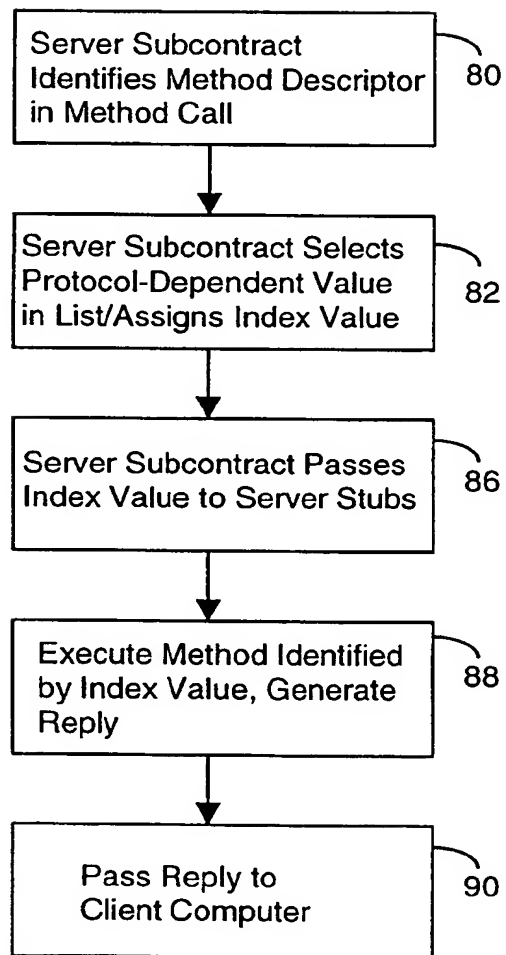 Server Subcontract
Identifies Method Descriptor
in Method Call
80
Server Subcontract Selects
Protocol-Dependent Value
in List/Assigns Index Value
82
Server Subcontract Passes
Index Value to Server Stubs
86
Execute Method Identified
by Index Value, Generate
Reply
88
Pass Reply to
Client Computer
90